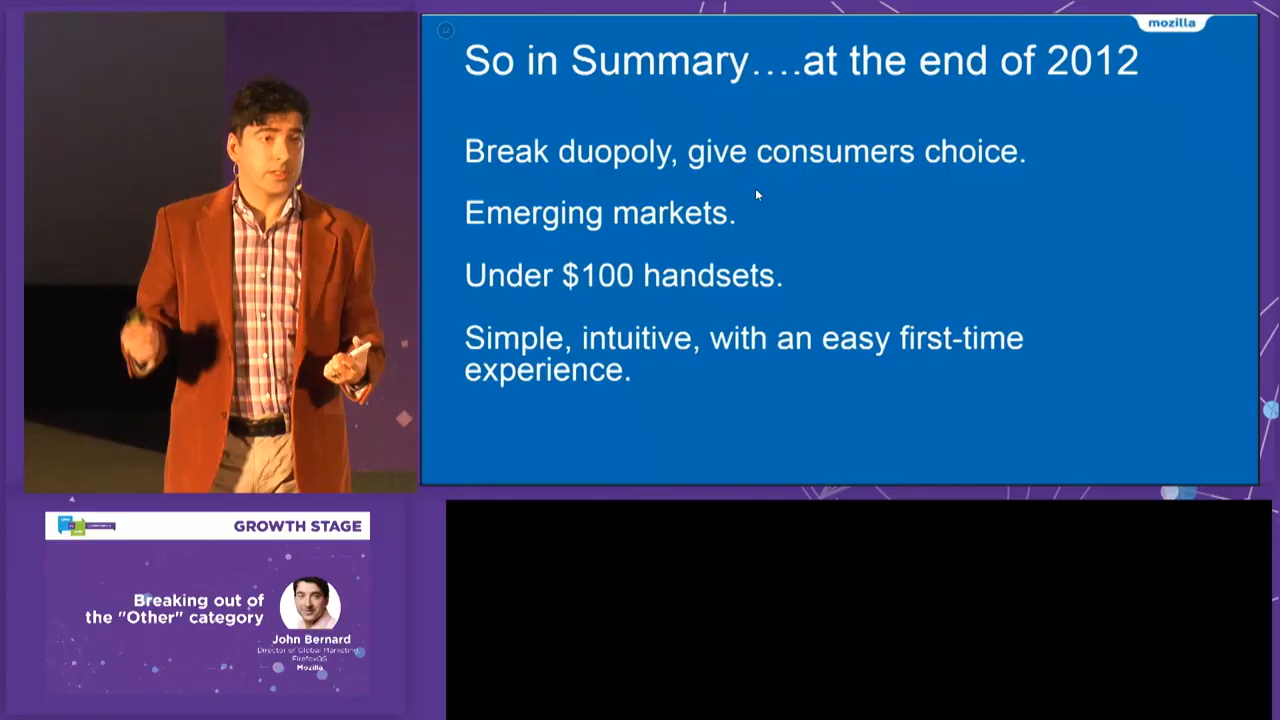 mozilla
So in Summary….at the end of 2012
Break duopoly, give consumers choice.
Emerging markets.
Under $100 handsets.
Simple, intuitive, with an easy first-time
experience.
GROWTH STAGE
Breaking out of
the "Other" category
John Bernard
Director of Global Marketing,
FirefoxOS
Mozilla